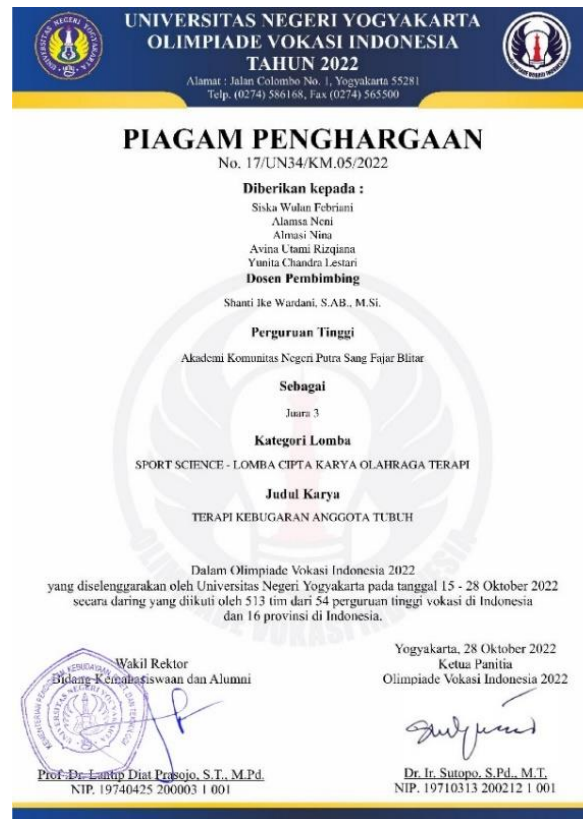 UNIVERSITAS NEGERI YOGYAKARTA
OLIMPIADE VOKASI INDONESIA
TAHUN 2022
Alamat : Jalan Colombo No. 1, Yogyakarta 55281
Telp. (0274) 586168, Fax (0274) 565500
PIAGAM PENGHARGAAN
No. 17/UN34/KM.05/2022
Diberikan kepada :
Siska Wulan Febriani
Alamsa Neni
Almasi Nina
Avina Utami Rizqiana
Yunita Chandra Lestari
Dosen Pembimbing
Shanti Ike Wardani, S.AB., M.Si.
Perguruan Tinggi
Akademi Komunitas Negeri Putra Sang Fajar Blitar
Sebagai
Juara 3
Kategori Lomba
SPORT SCIENCE - LOMBA CIPTA KARYA OLAHRAGA TERAPI
Judul Karya
TERAPI KEBUGARAN ANGGOTA TUBUH
Dalam Olimpiade Vokasi Indonesia 2022
yang diselenggarakan oleh Universitas Negeri Yogyakarta pada tanggal 15 - 28 Oktober 2022
secara daring yang diikuti oleh 513 tim dari 54 perguruan tinggi vokasi di Indonesia
dan 16 provinsi di Indonesia.
Wakil Rektor
Bidang Kemahasiswaan dan Alumni
Prof. Dr. Lantip Diat Prasojo, S.T., M.Pd.
NIP. 19740425 200003 1 001
Yogyakarta, 28 Oktober 2022
Ketua Panitia
Olimpiade Vokasi Indonesia 2022
Dr. Ir. Sutopo, S.Pd., M.T.
NIP. 19710313 200212 1 001